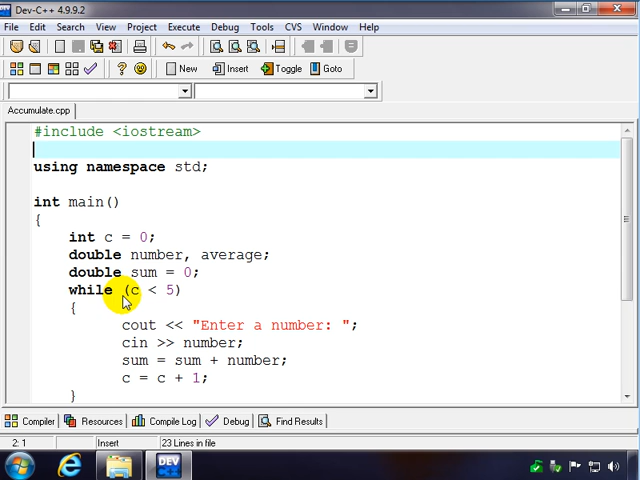 Dev-C++ 4.9.9.2
File Edit Search View Project Execute Debug Tools CVS Window Help
New Insert Toggle Goto
Accumulate.cpp
#include <iostream>
using namespace std;
int main()
{
int c = 0;
double number, average;
double sum = 0;
while (c < 5)
{
cout << "Enter a number: ";
cin >> number;
sum = sum + number;
c = c + 1;
}
Compiler Resources Compile Log Debug Find Results
2: 1 Insert 23 Lines in file
DEV